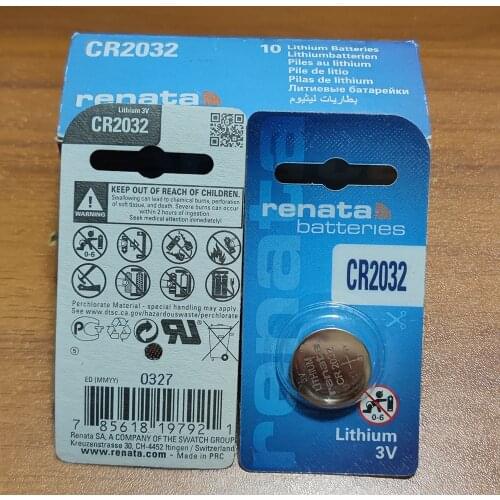 CR2032
10 Lithium Batteries
Lithiumbatterien
Piles au lithium
Pile de litio
Pilas de lithium
Литиевые батарейки
بطاريات ليثيوم
renata
Lithium 3V
CR2032
WARNING
KEEP OUT OF REACH OF CHILDREN.
Swallowing can lead to chemical burns, perforation
of soft tissue, and death. Severe burns can occur
within 2 hours of ingestion
Seek medical attention immediately!
0-6
Perchlorate Material - special handling may apply.
See www.dtsc.ca.gov/hazardouswaste/perchlorate
5
ED (MMYY)
0327
7 85618 19792 1
Renata SA, A COMPANY OF THE SWATCH GROUP
Kreuzenstrasse 30, CH-4452 Itingen / Switzerland
www.renata.com
Made in PRC
renata
batteries
CR2032
renata
CR 2032
LITHIUM
renata
0-6
Lithium
3V